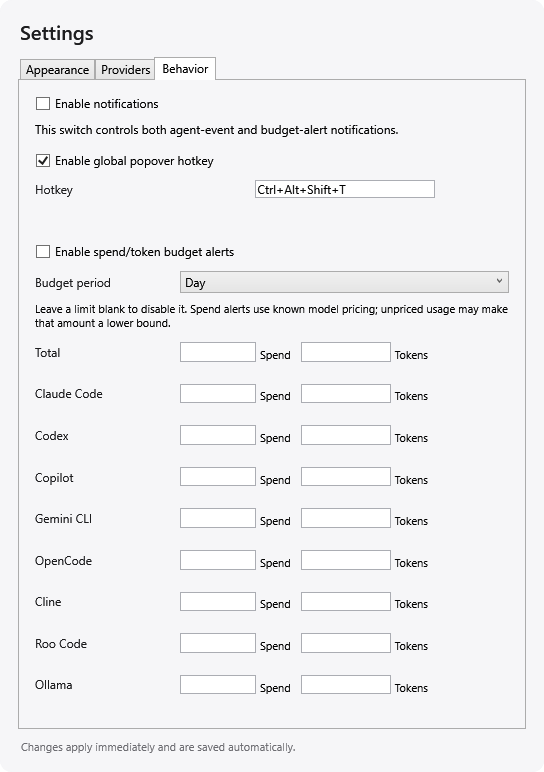 Settings
Appearance Providers Behavior
Enable notifications
This switch controls both agent-event and budget-alert notifications.
Enable global popover hotkey
Hotkey Ctrl+Alt+Shift+T
Enable spend/token budget alerts
Budget period Day
Leave a limit blank to disable it. Spend alerts use known model pricing; unpriced usage may make
that amount a lower bound.
Total Spend Tokens
Claude Code Spend Tokens
Codex Spend Tokens
Copilot Spend Tokens
Gemini CLI Spend Tokens
OpenCode Spend Tokens
Cline Spend Tokens
Roo Code Spend Tokens
Ollama Spend Tokens
Changes apply immediately and are saved automatically.